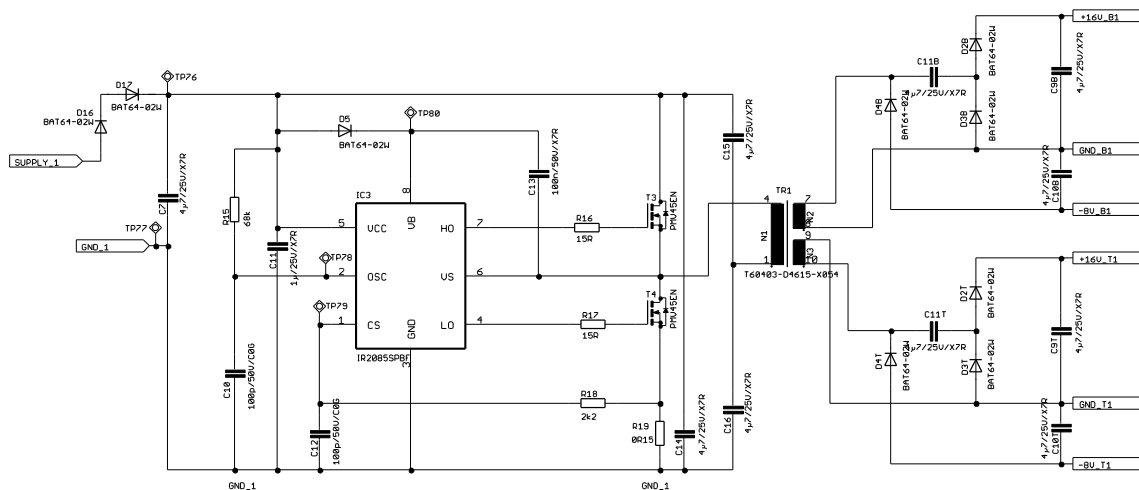 SUPPLY_1
D16
BAT64-02W
D17
BAT64-02W
TP76
C7
4µ7/25V/X7R
TP77
GND_1
R15
68k
C10
100p/50V/C0G
GND_1
C11
1µ/25V/X7R
D5
BAT64-02W
TP80
TP78
TP79
IC3
8
VB
5
VCC
HO
7
2
OSC
VS
6
1
CS
LO
4
GND
3
IR2085SPBF
C12
100p/50V/C0G
C13
100n/50V/X7R
R16
15R
R17
15R
R18
2k2
R19
0R15
T3
PMV45EN
T4
PMV45EN
GND_1
C14
4µ7/25V/X7R
C15
4µ7/25V/X7R
C16
4µ7/25V/X7R
TR1
4
7
N1
N2
8
9
N3
1
10
T60403-D4615-X054
D4B
BAT64-02W
C11B
4µ7/25V/X7R
D2B
BAT64-02W
D3B
BAT64-02W
C9B
4µ7/25V/X7R
C10B
4µ7/25V/X7R
+16V_B1
GND_B1
-8V_B1
D4T
BAT64-02W
C11T
4µ7/25V/X7R
D2T
BAT64-02W
D3T
BAT64-02W
C9T
4µ7/25V/X7R
C10T
4µ7/25V/X7R
+16V_T1
GND_T1
-8V_T1